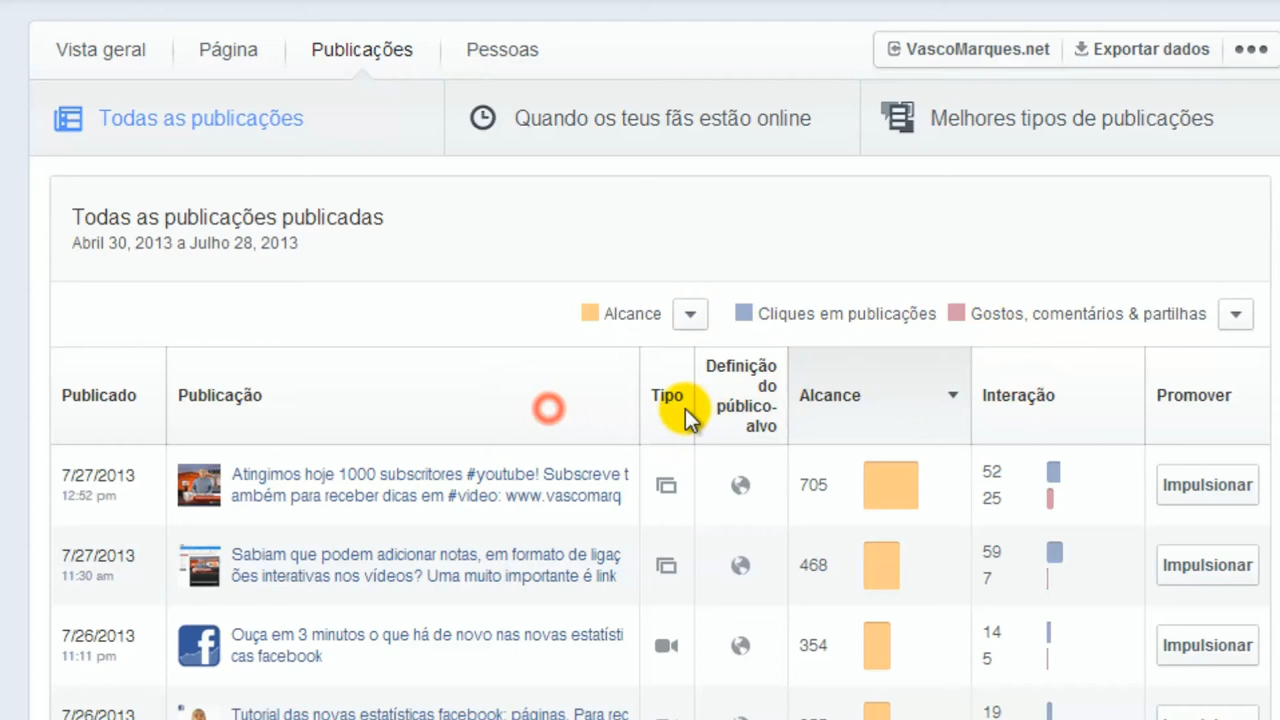 Vista geral
Página
Publicações
Pessoas
VascoMarques.net
Exportar dados
Todas as publicações
Quando os teus fãs estão online
Melhores tipos de publicações
Todas as publicações publicadas
Abril 30, 2013 a Julho 28, 2013
Alcance
Cliques em publicações
Gostos, comentários & partilhas
Publicado
Publicação
Tipo
Definição
do
público-
alvo
Alcance
Interação
Promover
7/27/2013
12:52 pm
Atingimos hoje 1000 subscritores #youtube! Subscreve t
ambém para receber dicas em #video: www.vascomarq
705
52
25
Impulsionar
7/27/2013
11:30 am
Sabiam que podem adicionar notas, em formato de ligaç
ões interativas nos vídeos? Uma muito importante é link
468
59
7
Impulsionar
7/26/2013
11:11 pm
Ouça em 3 minutos o que há de novo nas novas estatísti
cas facebook
354
14
5
Impulsionar
7/26/2013
Tutorial das novas estatísticas facebook: páginas. Para rec
19